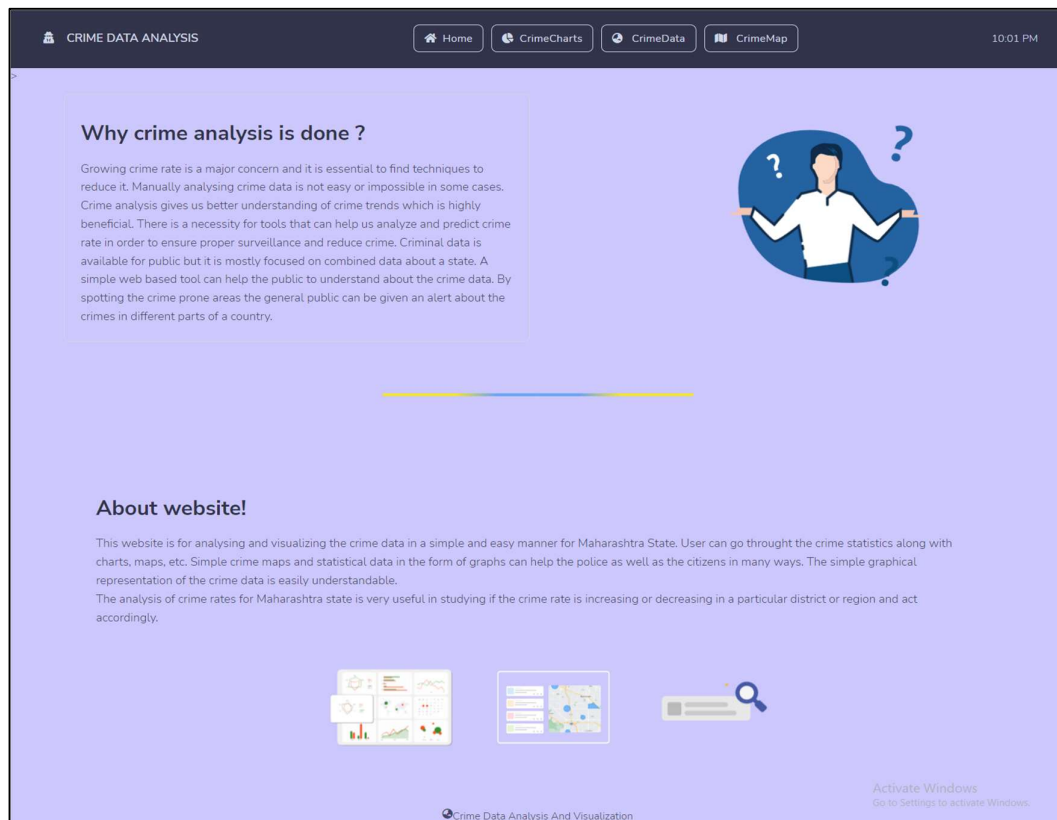 CRIME DATA ANALYSIS
Home
CrimeCharts
CrimeData
CrimeMap
10:01 PM
>
Why crime analysis is done ?
Growing crime rate is a major concern and it is essential to find techniques to
reduce it. Manually analysing crime data is not easy or impossible in some cases.
Crime analysis gives us better understanding of crime trends which is highly
beneficial. There is a necessity for tools that can help us analyze and predict crime
rate in order to ensure proper surveillance and reduce crime. Criminal data is
available for public but it is mostly focused on combined data about a state. A
simple web based tool can help the public to understand about the crime data. By
spotting the crime prone areas the general public can be given an alert about the
crimes in different parts of a country.
?
?
?
About website!
This website is for analysing and visualizing the crime data in a simple and easy manner for Maharashtra State. User can go throught the crime statistics along with
charts, maps, etc. Simple crime maps and statistical data in the form of graphs can help the police as well as the citizens in many ways. The simple graphical
representation of the crime data is easily understandable.
The analysis of crime rates for Maharashtra state is very useful in studying if the crime rate is increasing or decreasing in a particular district or region and act
accordingly.
Activate Windows
Go to Settings to activate Windows.
Crime Data Analysis And Visualization